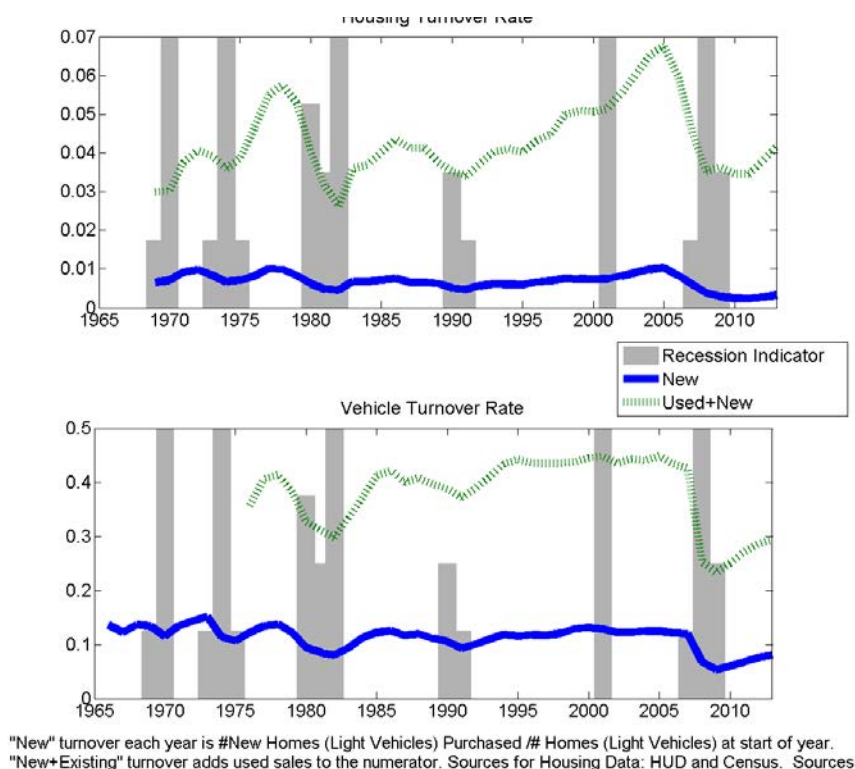 Housing Turnover Rate
0.07
0.06
0.05
0.04
0.03
0.02
0.01
0
1965 1970 1975 1980 1985 1990 1995 2000 2005 2010
Recession Indicator
New
Used+New
Vehicle Turnover Rate
0.5
0.4
0.3
0.2
0.1
0
1965 1970 1975 1980 1985 1990 1995 2000 2005 2010
"New" turnover each year is #New Homes (Light Vehicles) Purchased /# Homes (Light Vehicles) at start of year.
"New+Existing" turnover adds used sales to the numerator. Sources for Housing Data: HUD and Census. Sources